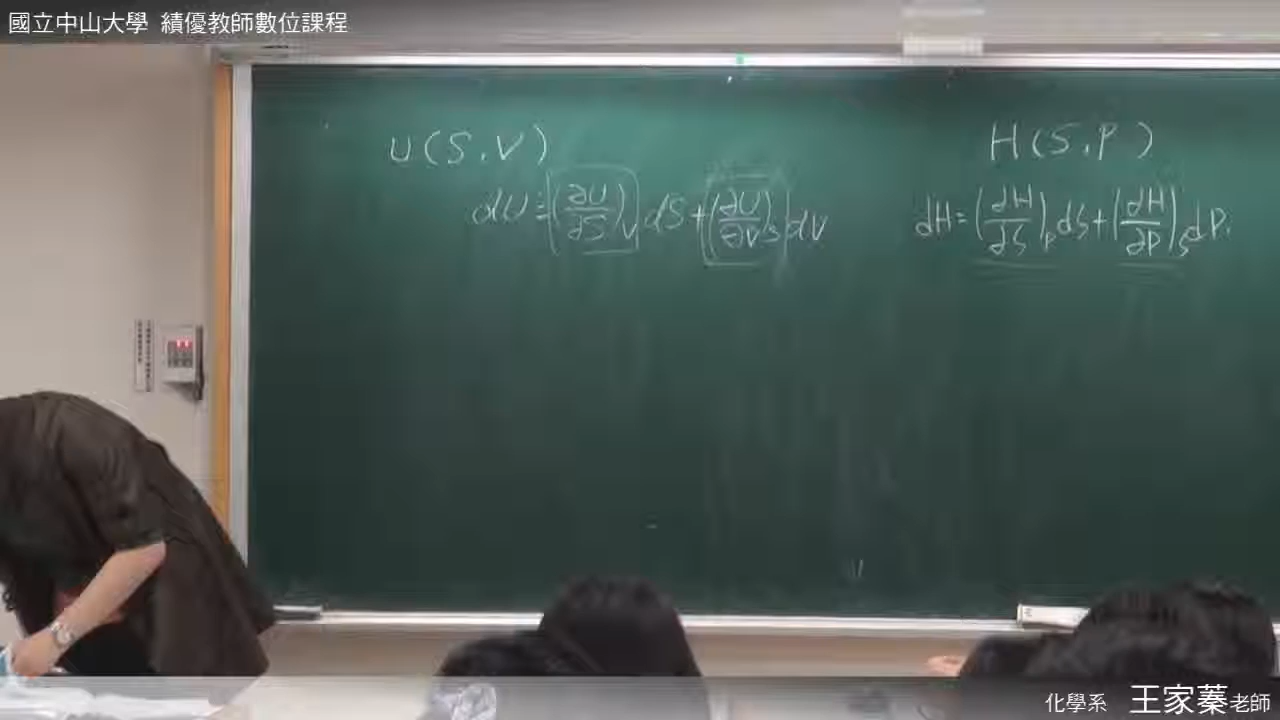 國立中山大學 績優教師數位課程
U(S,V)
dU=(∂U/∂S)V dS+(∂U/∂V)S dV
H(S,P)
dH=(∂H/∂S)P dS+(∂H/∂P)S dP
化學系 王家蓁老師